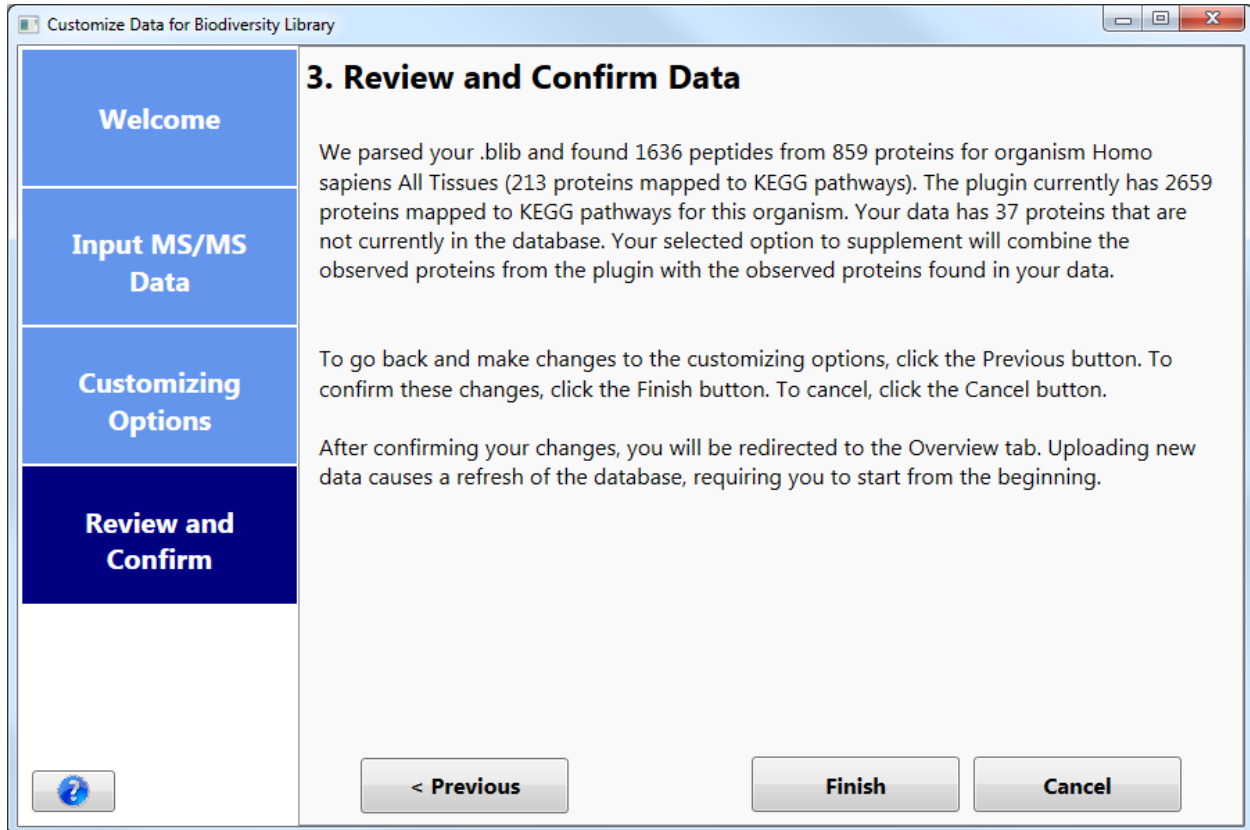 Customize Data for Biodiversity Library
Welcome
Input MS/MS
Data
Customizing
Options
Review and
Confirm
3. Review and Confirm Data
We parsed your .blib and found 1636 peptides from 859 proteins for organism Homo
sapiens All Tissues (213 proteins mapped to KEGG pathways). The plugin currently has 2659
proteins mapped to KEGG pathways for this organism. Your data has 37 proteins that are
not currently in the database. Your selected option to supplement will combine the
observed proteins from the plugin with the observed proteins found in your data.
To go back and make changes to the customizing options, click the Previous button. To
confirm these changes, click the Finish button. To cancel, click the Cancel button.
After confirming your changes, you will be redirected to the Overview tab. Uploading new
data causes a refresh of the database, requiring you to start from the beginning.
?
< Previous
Finish
Cancel